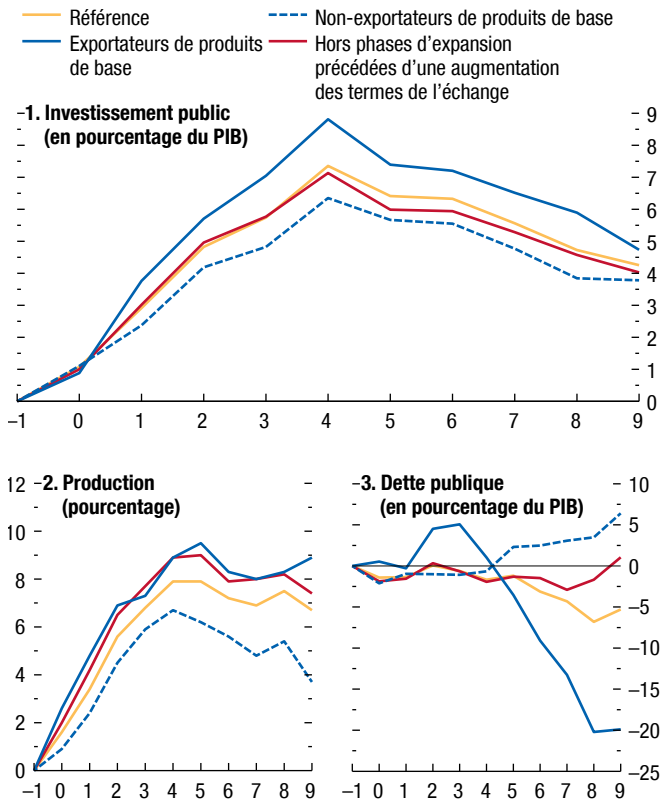 Référence
Exportateurs de produits
de base
Non-exportateurs de produits de base
Hors phases d’expansion
précédées d’une augmentation
des termes de l’échange
1. Investissement public
(en pourcentage du PIB)
9
8
7
6
5
4
3
2
1
0
–1 0 1 2 3 4 5 6 7 8 9
2. Production
(pourcentage)
12
10
8
6
4
2
0
–1 0 1 2 3 4 5 6 7 8 9
3. Dette publique
(en pourcentage du PIB)
10
5
0
–5
–10
–15
–20
–25
–1 0 1 2 3 4 5 6 7 8 9